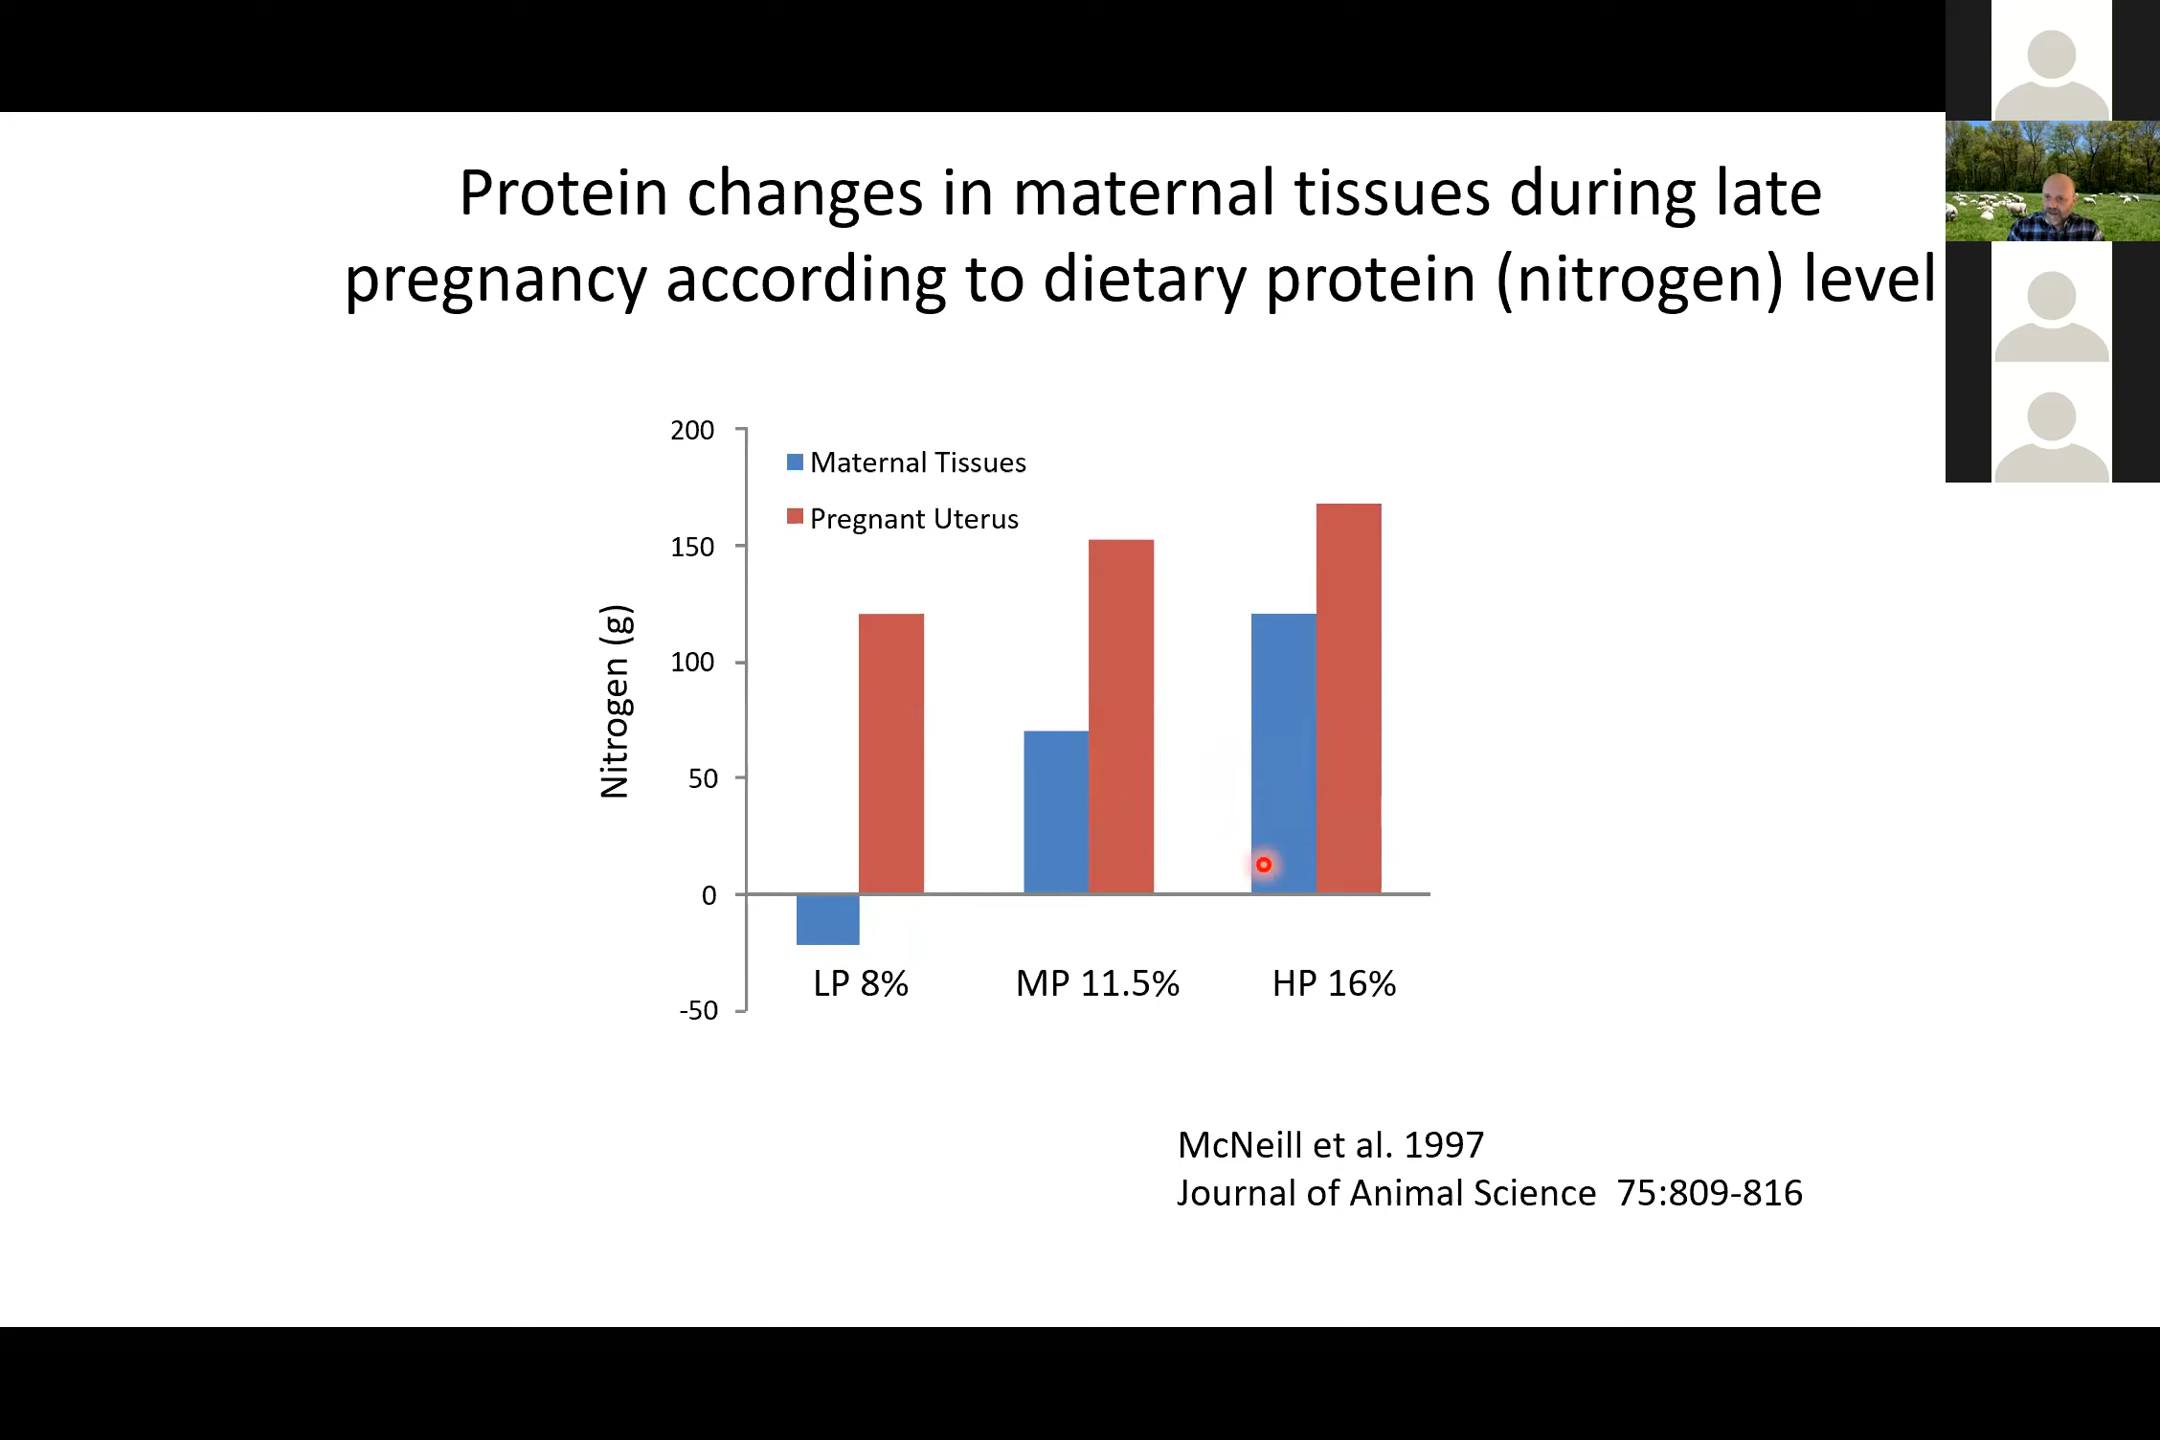 Protein changes in maternal tissues during late
pregnancy according to dietary protein (nitrogen) level
200
Maternal Tissues
Pregnant Uterus
150
100
50
0
-50
Nitrogen (g)
LP 8%
MP 11.5%
HP 16%
McNeill et al. 1997
Journal of Animal Science 75:809-816